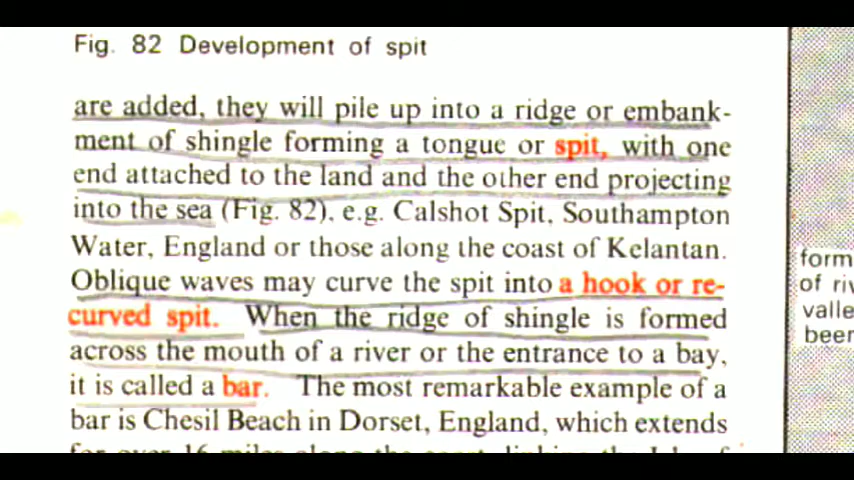 Fig. 82 Development of spit
are added, they will pile up into a ridge or embank-
ment of shingle forming a tongue or spit, with one
end attached to the land and the other end projecting
into the sea (Fig. 82), e.g. Calshot Spit, Southampton
Water, England or those along the coast of Kelantan.
Oblique waves may curve the spit into a hook or re-
curved spit. When the ridge of shingle is formed
across the mouth of a river or the entrance to a bay,
it is called a bar. The most remarkable example of a
bar is Chesil Beach in Dorset, England, which extends
for over 16 miles along the coast, linking the Isle of
form
of riv
valle
been